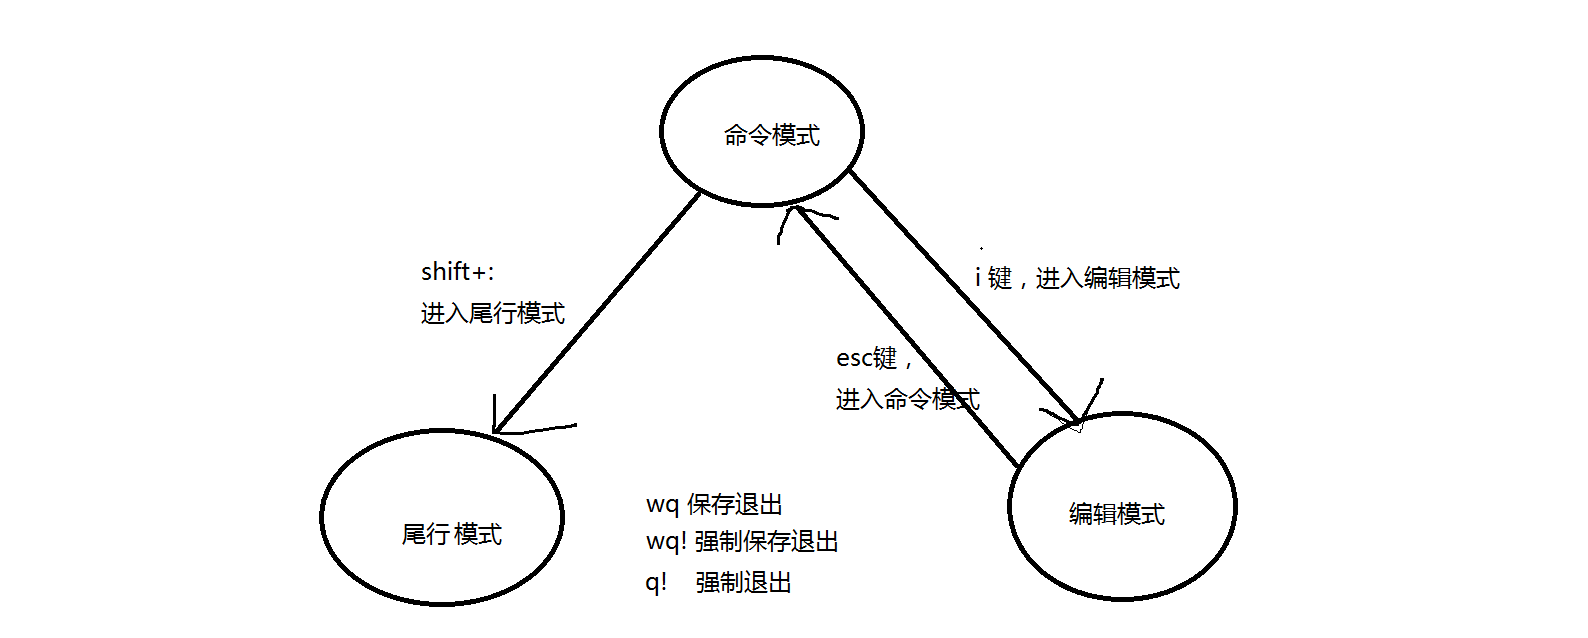 命令模式
shift+:
进入尾行模式
i 键，进入编辑模式
esc键，
进入命令模式
尾行模式
wq 保存退出
wq! 强制保存退出
q! 强制退出
编辑模式